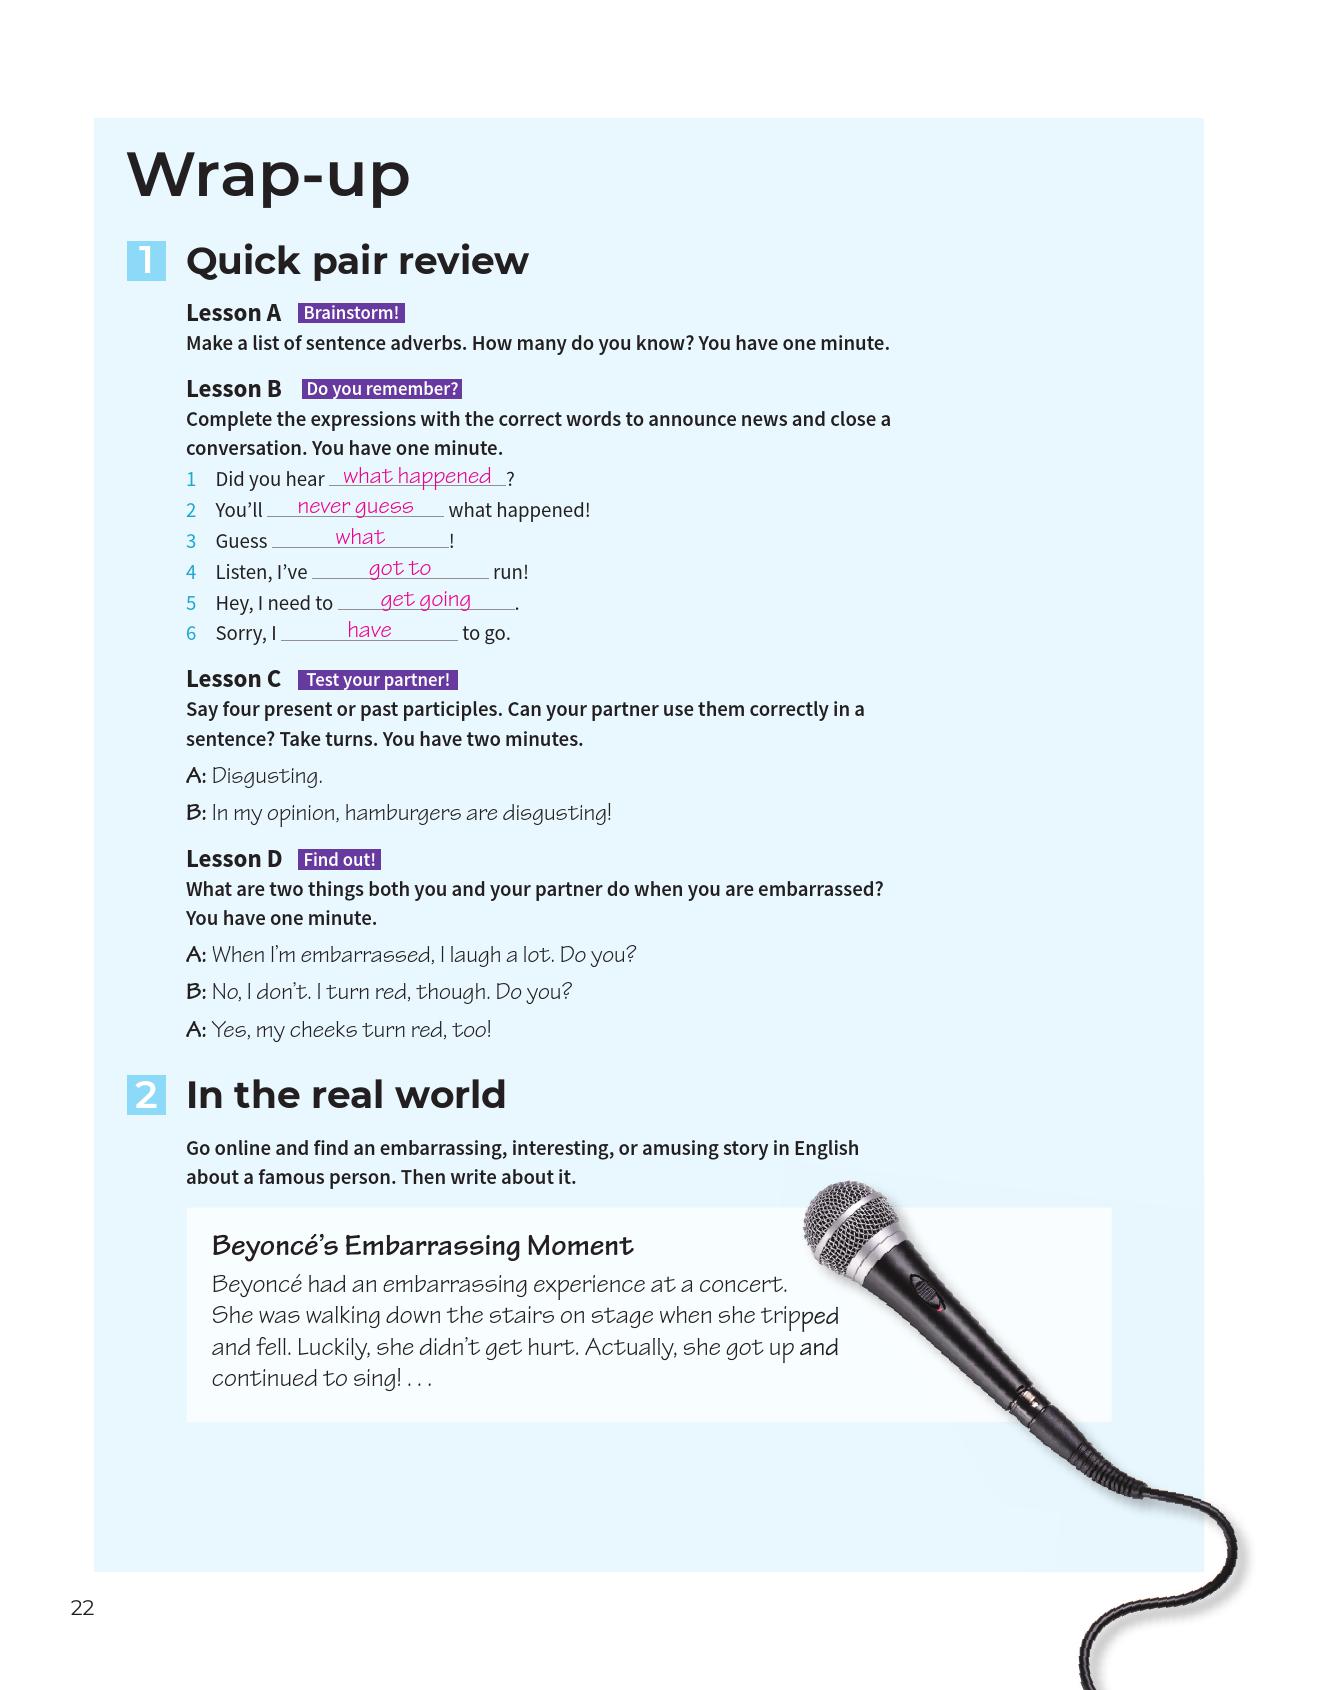 Wrap-up
1 Quick pair review
Lesson A Brainstorm!
Make a list of sentence adverbs. How many do you know? You have one minute.
Lesson B Do you remember?
Complete the expressions with the correct words to announce news and close a
conversation. You have one minute.
1 Did you hear what happened?
2 You’ll never guess what happened!
3 Guess what!
4 Listen, I’ve got to run!
5 Hey, I need to get going.
6 Sorry, I have to go.
Lesson C Test your partner!
Say four present or past participles. Can your partner use them correctly in a
sentence? Take turns. You have two minutes.
A: Disgusting.
B: In my opinion, hamburgers are disgusting!
Lesson D Find out!
What are two things both you and your partner do when you are embarrassed?
You have one minute.
A: When I’m embarrassed, I laugh a lot. Do you?
B: No, I don’t. I turn red, though. Do you?
A: Yes, my cheeks turn red, too!
2 In the real world
Go online and find an embarrassing, interesting, or amusing story in English
about a famous person. Then write about it.
Beyoncé’s Embarrassing Moment
Beyoncé had an embarrassing experience at a concert.
She was walking down the stairs on stage when she tripped
and fell. Luckily, she didn’t get hurt. Actually, she got up and
continued to sing! . . .
22